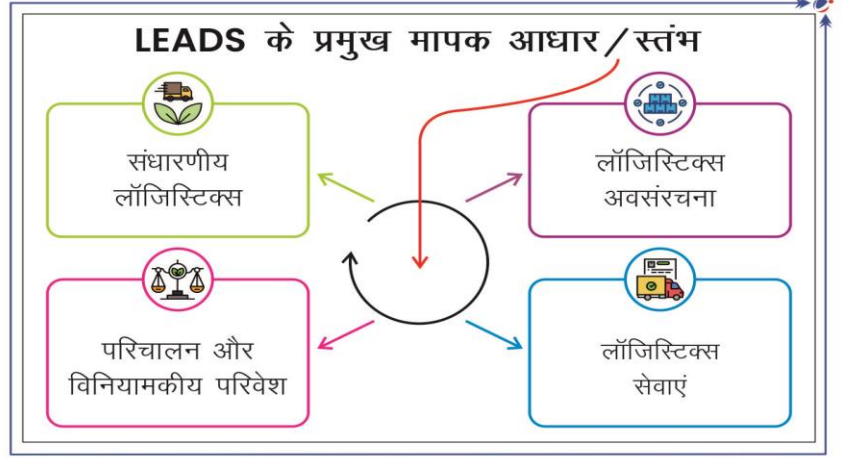 LEADS के प्रमुख मापक आधार/स्तंभ
संधारणीय
लॉजिस्टिक्स
लॉजिस्टिक्स
अवसंरचना
परिचालन और
विनियामकीय परिवेश
लॉजिस्टिक्स
सेवाएं